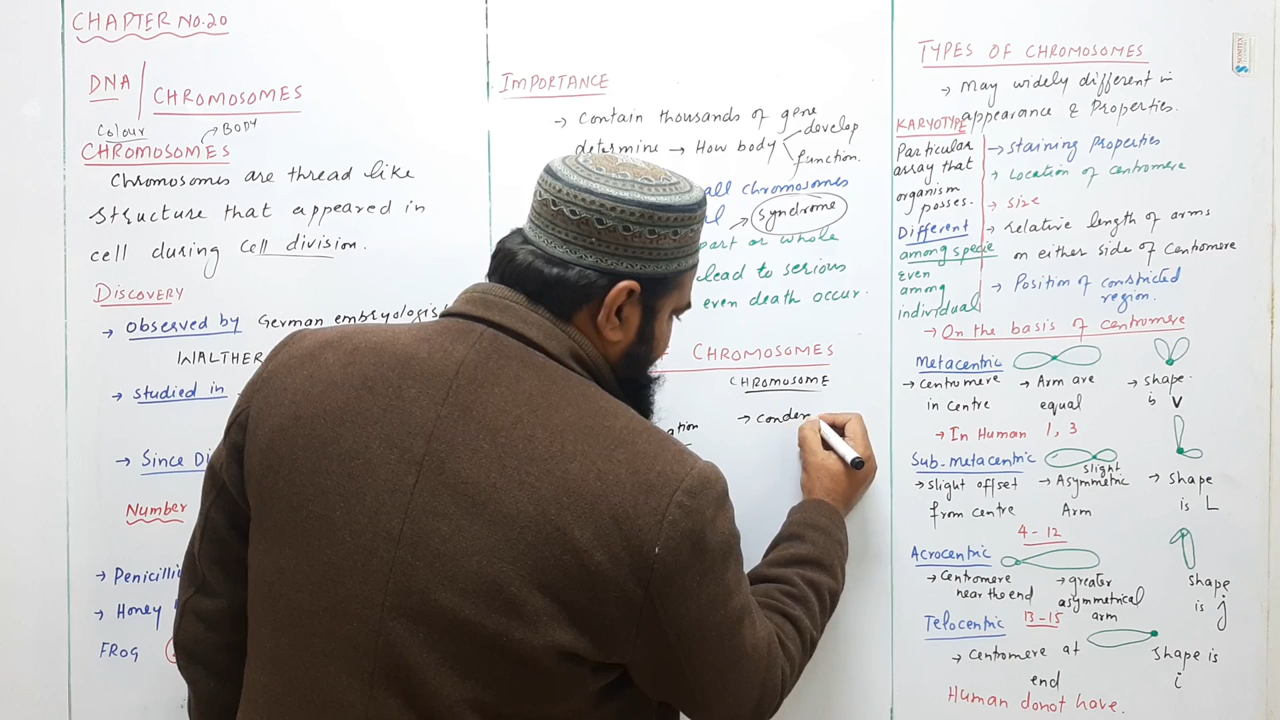 CHAPTER No.20
DNA
CHROMOSOMES
Colour
BODY
CHROMOSOMES
Chromosomes are thread like
structure that appeared in
cell during cell division.
DISCOVERY
→ observed by German embryologist
WALTHER
→ studied in
→ Since
Number
→
→ Honey
FROG
IMPORTANCE
→ Contain thousands of gene
determine → How body
develop
function.
all chromosomes
→ syndrome
part or whole
lead to serious
even death occur.
CHROMOSOMES
CHROMOSOME
→
TYPES OF CHROMOSOMES
→ May widely different in
appearance & Properties.
KARYOTYPE
Particular
array that
organism
posses.
Different
among specie
Even
among
individual
→ staining Properties
→ Location of centromere
→ size
→ relative length of arms
on either side of Centromere
→ Position of constricted
region.
→ On the basis of centromere
Metacentric
→ centromere
in centre
→ Arm are
equal
→ shape
is V
→ In Human 1, 3
Sub-metacentric
→ slight offset
from centre
slight
→ Asymmetric
Arm
→ shape
is L
4 - 12
Acrocentric
→ Centromere
near the end
→ greater
asymmetrical
arm
shape
is j
13 - 15
Telocentric
→ Centromere at
end
shape is
i
Human donot have.